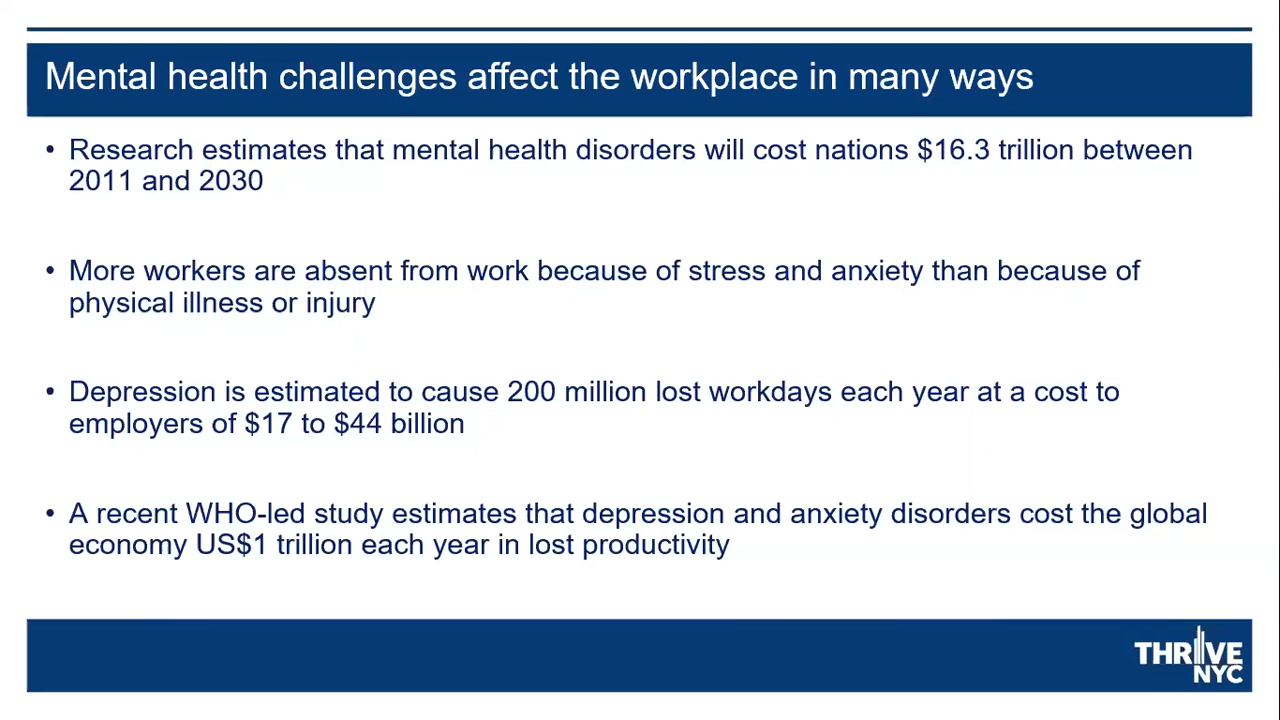 Mental health challenges affect the workplace in many ways
• Research estimates that mental health disorders will cost nations $16.3 trillion between
2011 and 2030
• More workers are absent from work because of stress and anxiety than because of
physical illness or injury
• Depression is estimated to cause 200 million lost workdays each year at a cost to
employers of $17 to $44 billion
• A recent WHO-led study estimates that depression and anxiety disorders cost the global
economy US$1 trillion each year in lost productivity
THRIVE
NYC